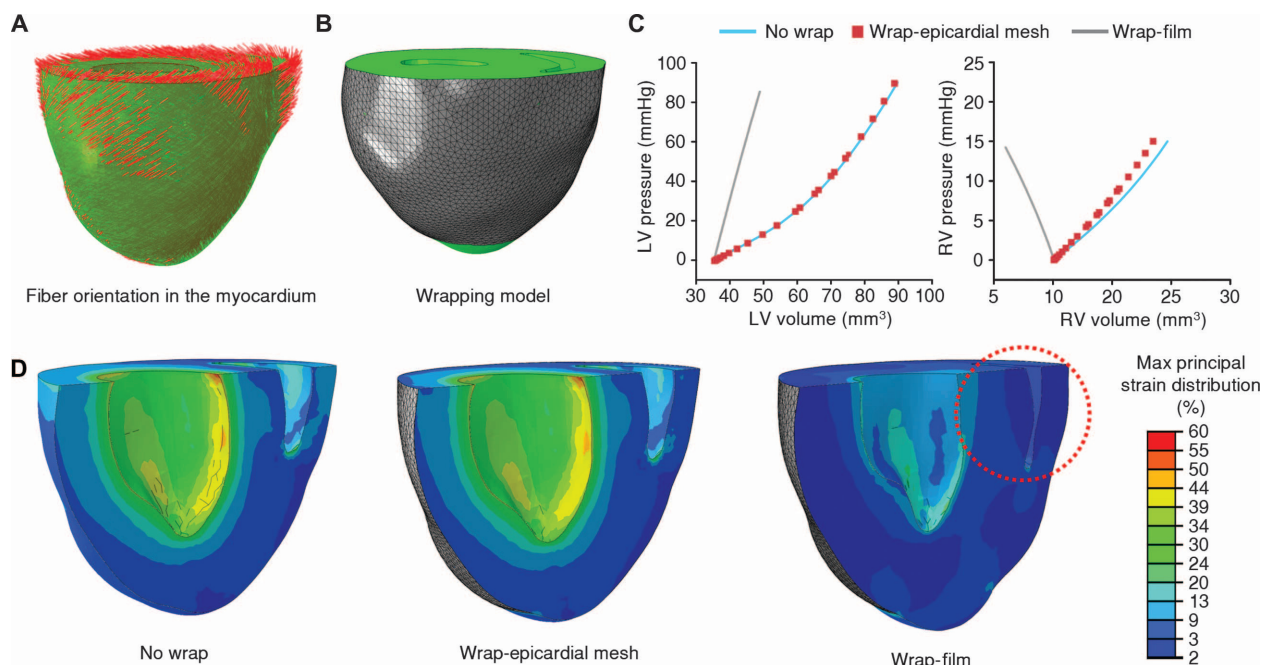 A
B
C
No wrap
Wrap-epicardial mesh
Wrap-film
100
80
60
40
20
0
LV pressure (mmHg)
30 40 50 60 70 80 90 100
LV volume (mm³)
25
20
15
10
5
0
RV pressure (mmHg)
5 10 20 25 30
RV volume (mm³)
Fiber orientation in the myocardium
Wrapping model
D
No wrap
Wrap-epicardial mesh
Wrap-film
Max principal
strain distribution
(%)
60
55
50
44
39
34
30
24
20
13
9
3
2